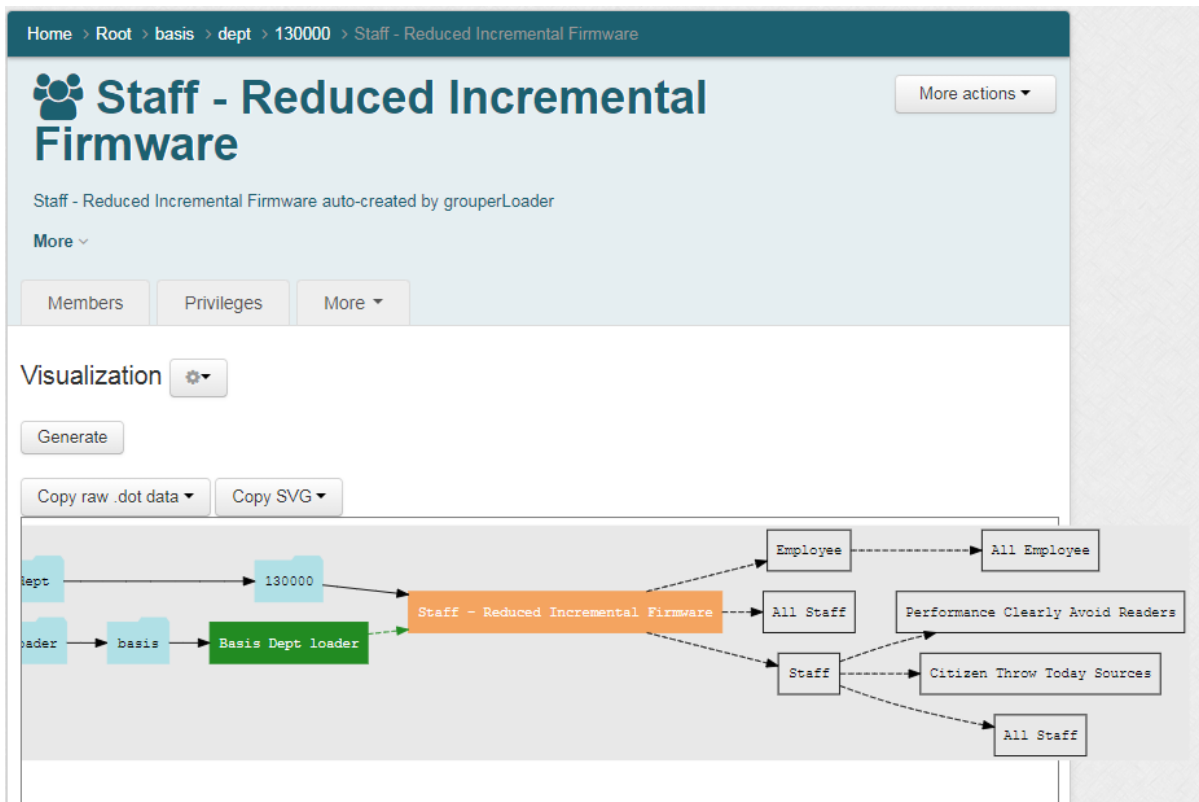 Home > Root > basis > dept > 130000 > Staff - Reduced Incremental Firmware
Staff - Reduced Incremental
Firmware
More actions
Staff - Reduced Incremental Firmware auto-created by grouperLoader
More
Members Privileges More
Visualization
Generate
Copy raw .dot data Copy SVG
Employee All Employee
dept 130000
Staff - Reduced Incremental Firmware All Staff Performance Clearly Avoid Readers
oader basis Basis Dept loader
Staff Citizen Throw Today Sources
All Staff